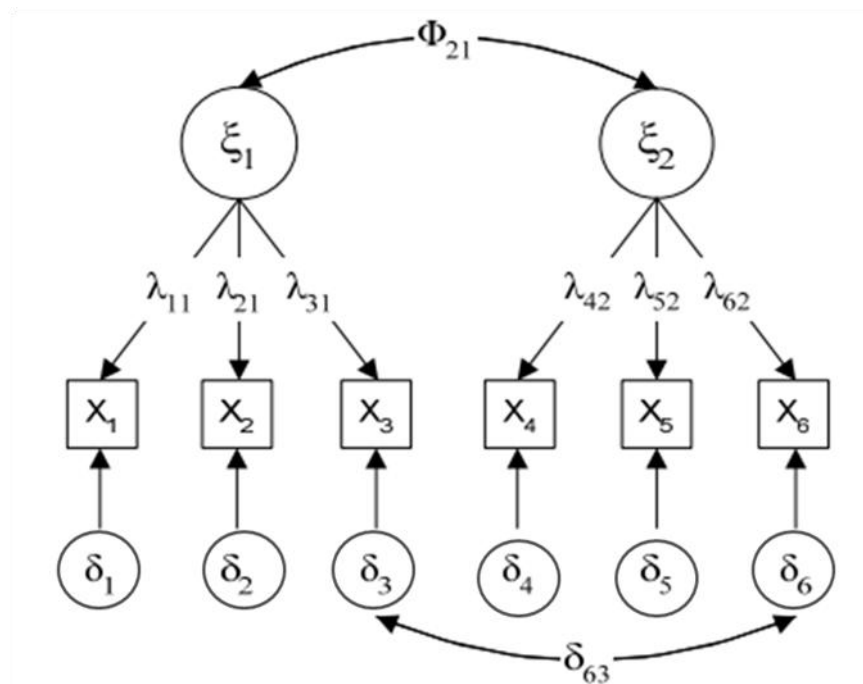 Φ₂₁
ξ₁ ξ₂
λ₁₁ λ₂₁ λ₃₁ λ₄₂ λ₅₂ λ₆₂
X₁ X₂ X₃ X₄ X₅ X₆
δ₁ δ₂ δ₃ δ₄ δ₅ δ₆
δ₆₃